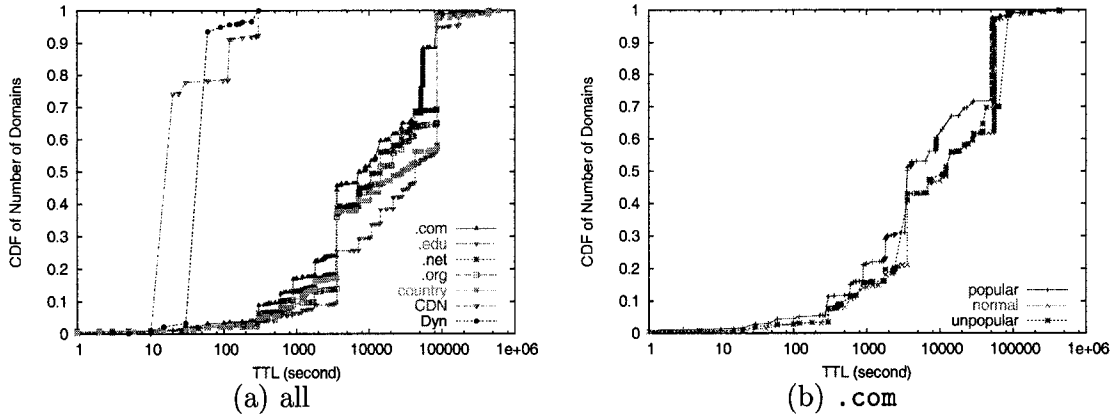 CDF of Number of Domains
1
0.9
0.8
0.7
0.6
0.5
0.4
0.3
0.2
0.1
0
1 10 100 1000 10000 100000 1e+06
TTL (second)
.com
.edu
.net
.org
country
CDN
Dyn
(a) all
CDF of Number of Domains
1
0.9
0.8
0.7
0.6
0.5
0.4
0.3
0.2
0.1
0
1 10 100 1000 10000 100000 1e+06
TTL (second)
popular
normal
unpopular
(b) .com